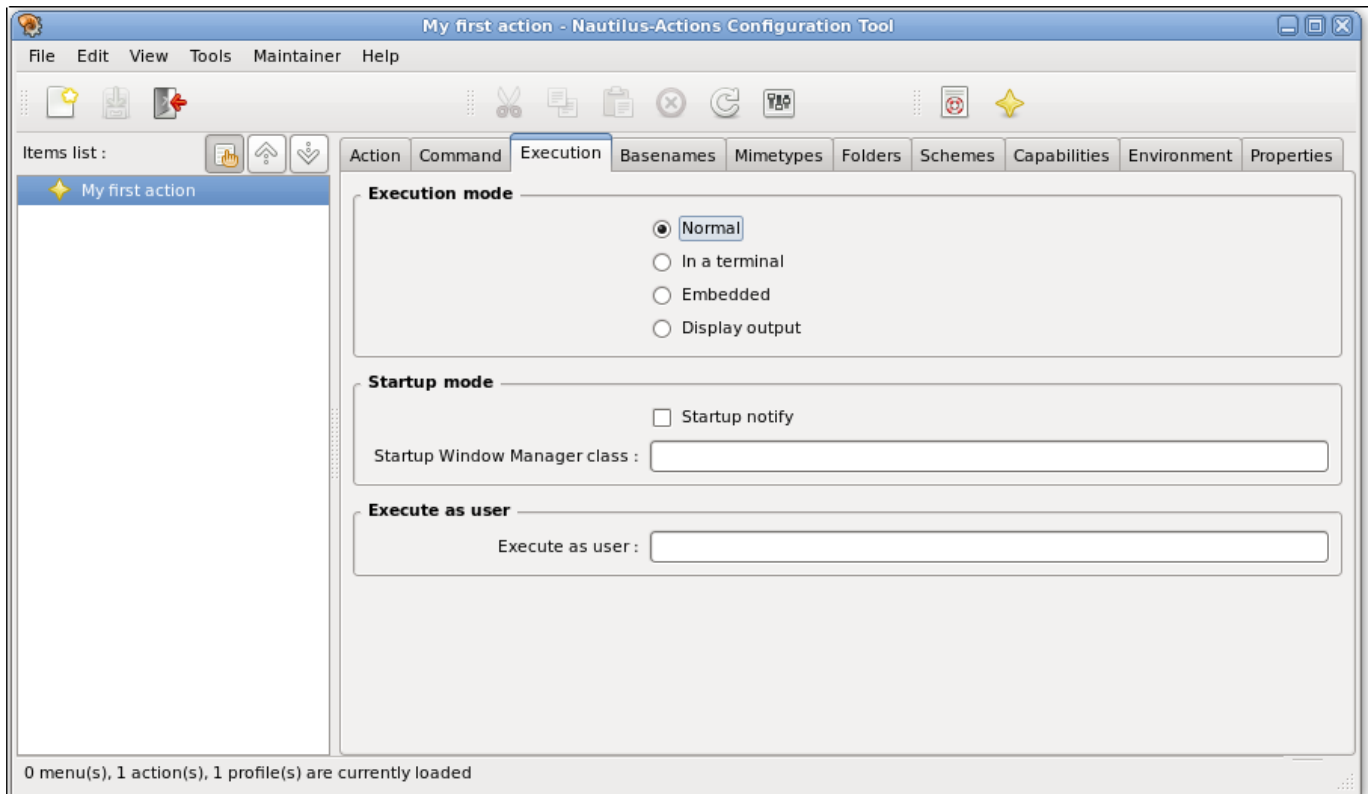 My first action - Nautilus-Actions Configuration Tool
File Edit View Tools Maintainer Help
Items list :
Action Command Execution Basenames Mimetypes Folders Schemes Capabilities Environment Properties
My first action
Execution mode
Normal
In a terminal
Embedded
Display output
Startup mode
Startup notify
Startup Window Manager class :
Execute as user
Execute as user :
0 menu(s), 1 action(s), 1 profile(s) are currently loaded